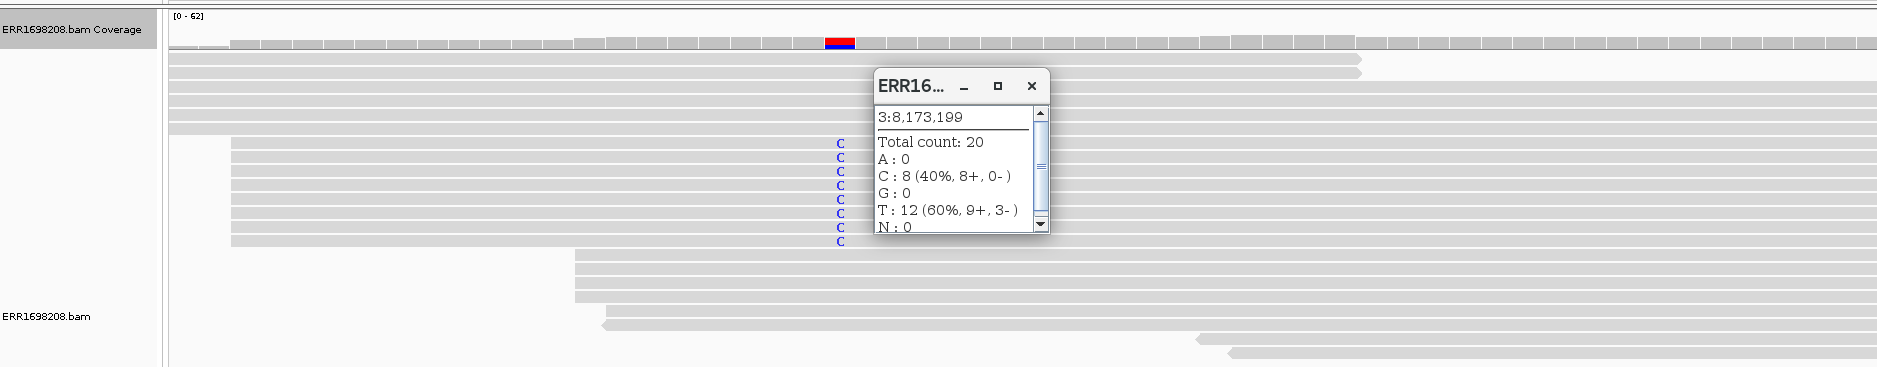 [0 - 62]
ERR1698208.bam Coverage
ERR16...
3:8,173,199
Total count: 20
A : 0
C : 8 (40%, 8+, 0- )
G : 0
T : 12 (60%, 9+, 3- )
N : 0
C
C
C
C
C
C
C
C
ERR1698208.bam